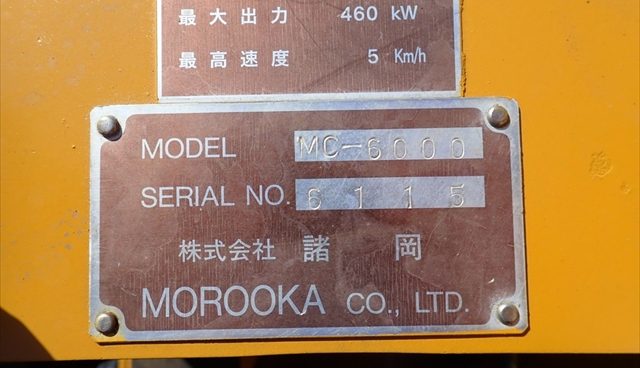 最大出力 460 kW
最高速度 5 Km/h
MODEL MC-6000
SERIAL NO. 6115
株式会社 諸岡
MOROOKA CO., LTD.